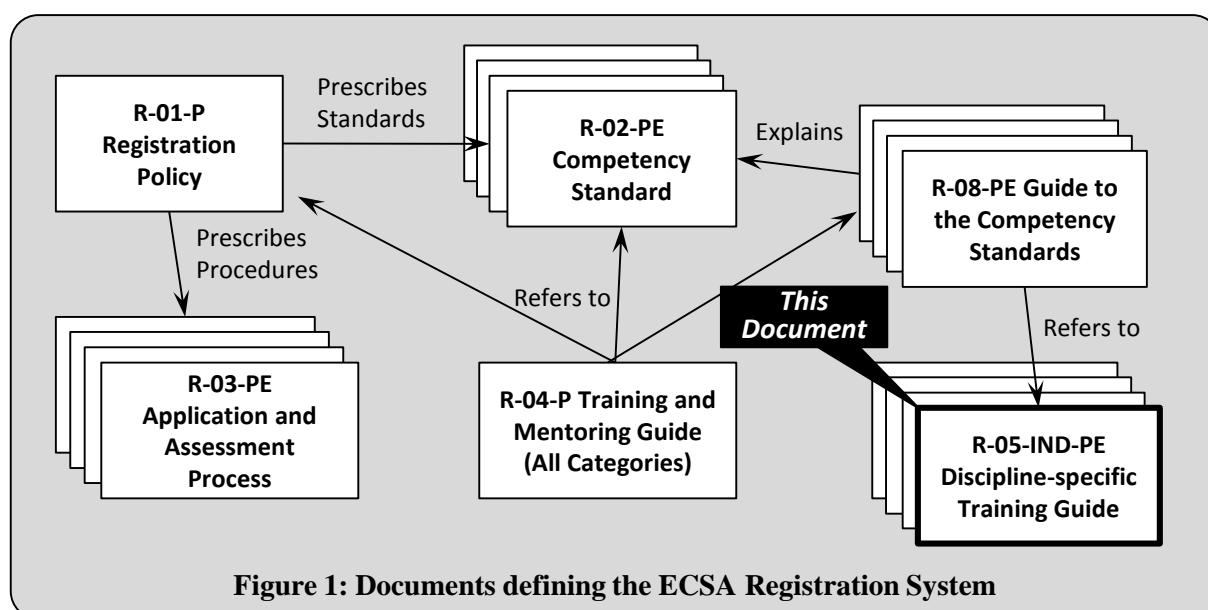 R-01-P
Registration
Policy
Prescribes
Standards
R-02-PE
Competency
Standard
Explains
R-08-PE Guide to
the Competency
Standards
Prescribes
Procedures
Refers to
This
Document
Refers to
R-03-PE
Application and
Assessment
Process
R-04-P Training and
Mentoring Guide
(All Categories)
R-05-IND-PE
Discipline-specific
Training Guide
Figure 1: Documents defining the ECSA Registration System